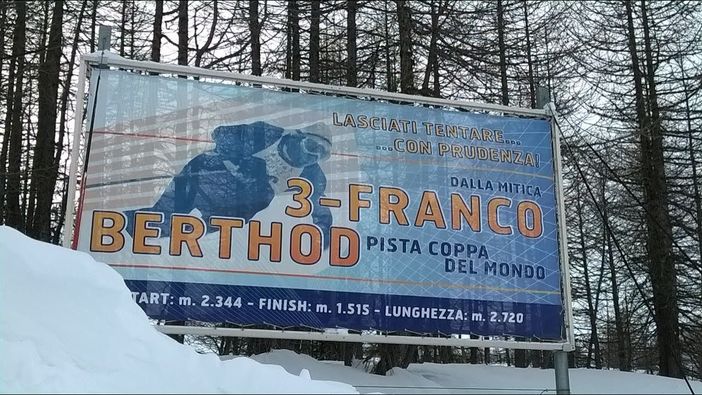 LASCIATI TENTARE...
...CON PRUDENZA!
DALLA MITICA
3-FRANCO
BERTHOD PISTA COPPA
DEL MONDO
TART: m. 2.344 - FINISH: m. 1.515 - LUNGHEZZA: m. 2.720